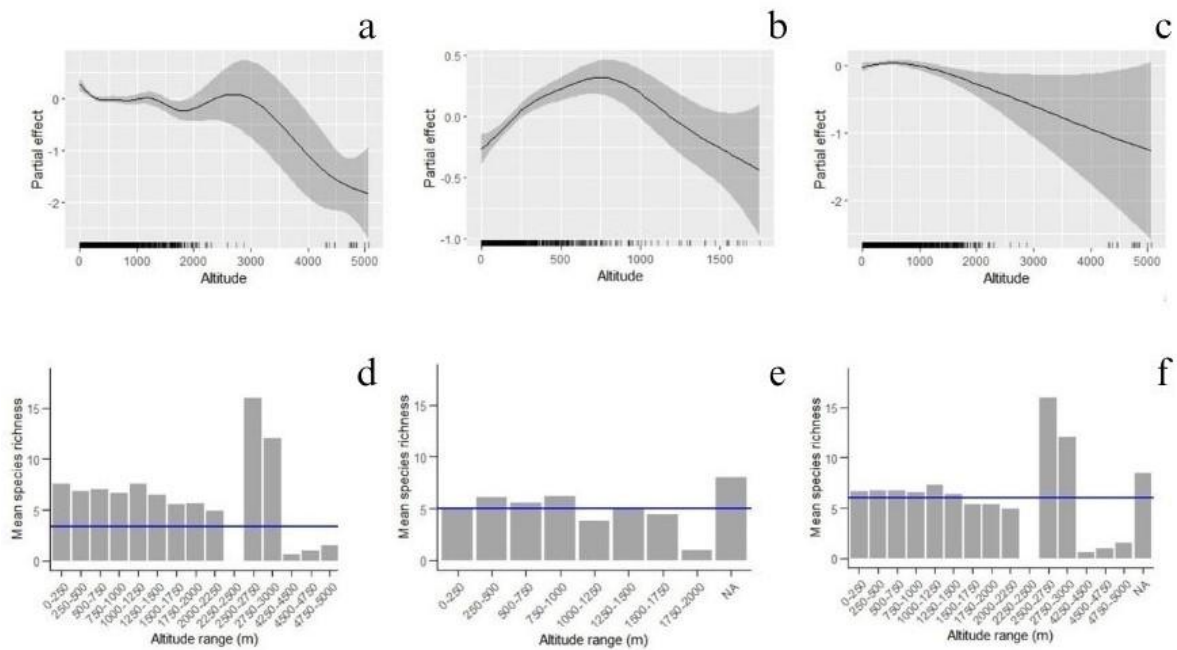 a
0
-1
-2
Partial effect
0 1000 2000 3000 4000 5000
Altitude
b
0.5
0.0
-0.5
-1.0
Partial effect
0 500 1000 1500
Altitude
c
0
-1
-2
Partial effect
0 1000 2000 3000 4000 5000
Altitude
d
15
10
5
0
Mean species richness
0-250
250-500
500-750
750-1000
1000-1250
1250-1500
1500-1750
1750-2000
2000-2250
2250-2500
2500-2750
2750-3000
4250-4500
4500-4750
4750-5000
Altitude range (m)
e
15
10
5
0
Mean species richness
0-250
250-500
500-750
750-1000
1000-1250
1250-1500
1500-1750
1750-2000
NA
Altitude range (m)
f
15
10
5
0
Mean species richness
0-250
250-500
500-750
750-1000
1000-1250
1250-1500
1500-1750
1750-2000
2000-2250
2250-2500
2500-2750
2750-3000
4250-4500
4500-4750
4750-5000
NA
Altitude range (m)